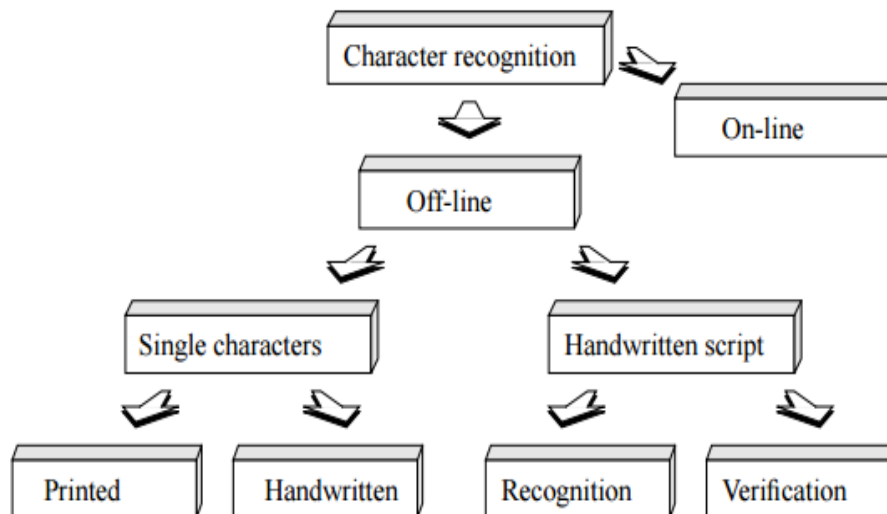 Character recognition
On-line
Off-line
Single characters
Handwritten script
Printed
Handwritten
Recognition
Verification